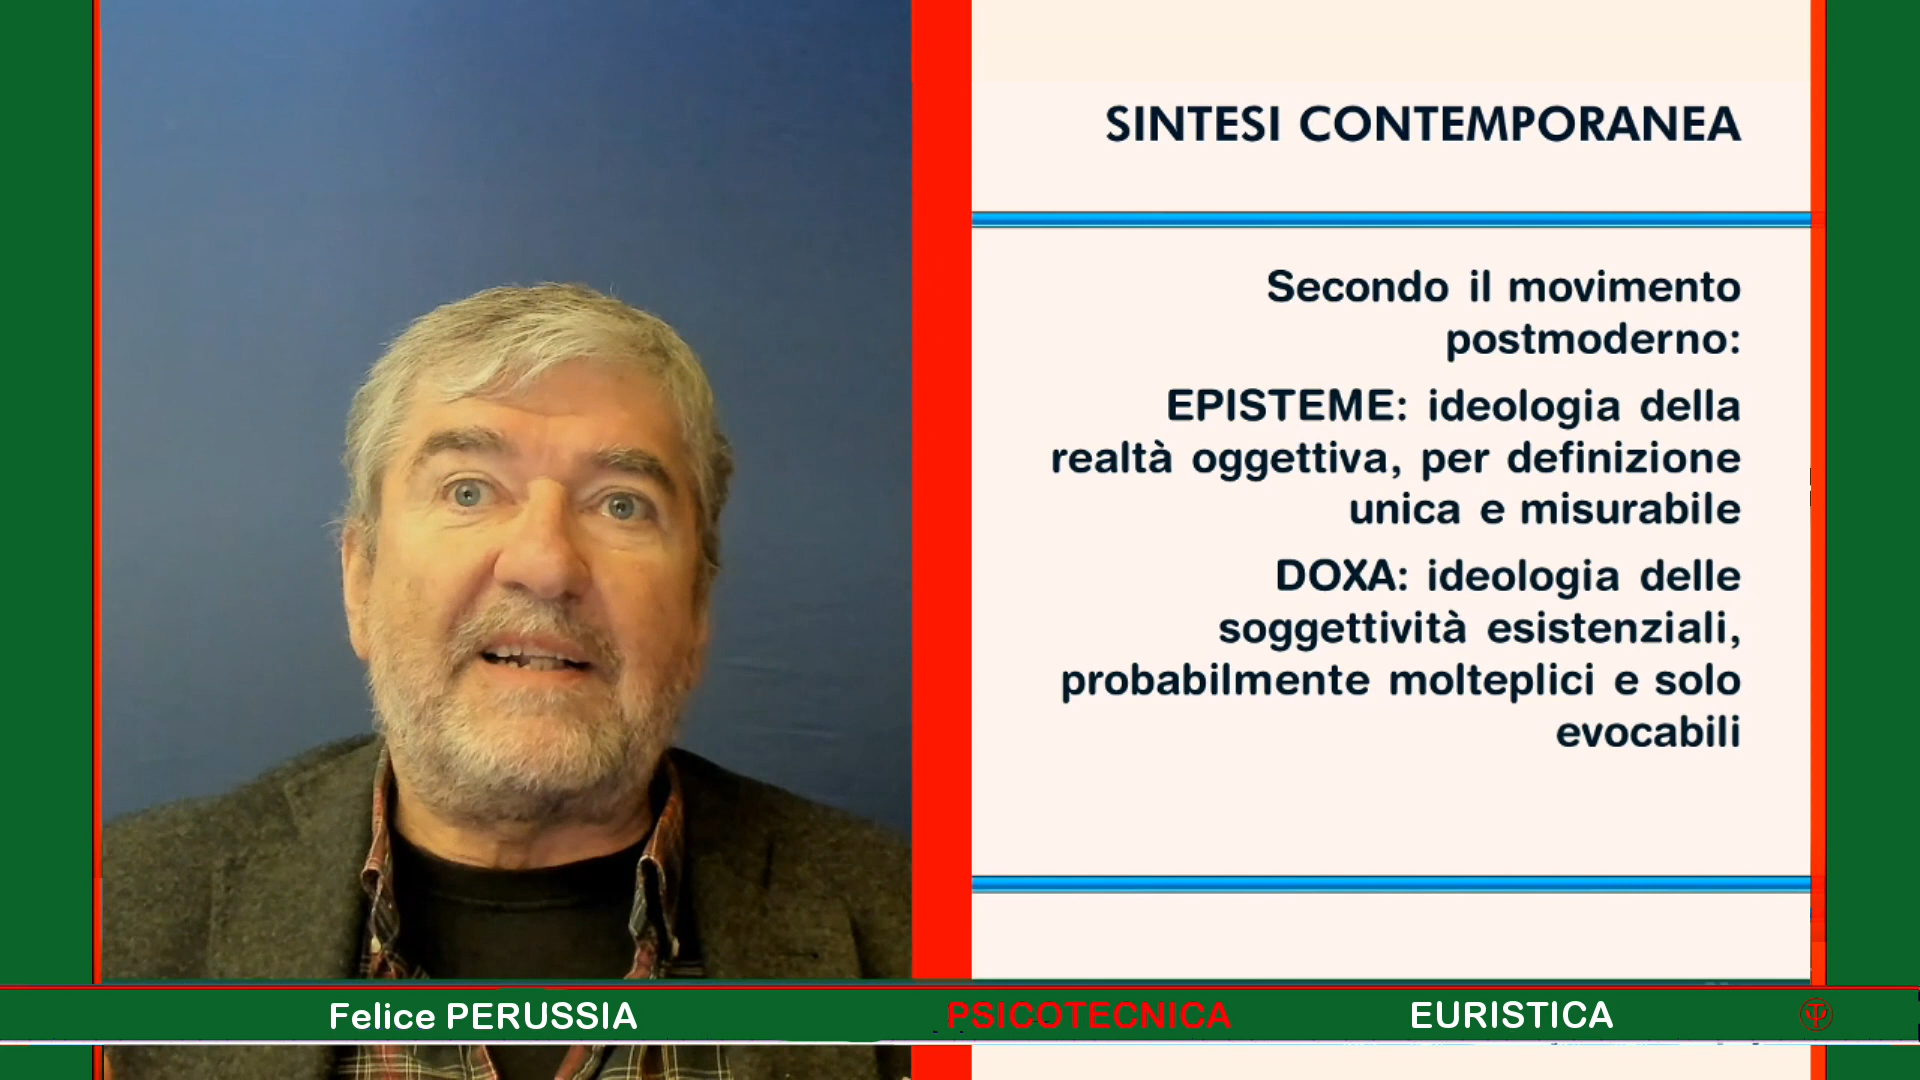 SINTESI CONTEMPORANEA
Secondo il movimento
postmoderno:
EPISTEME: ideologia della
realtà oggettiva, per definizione
unica e misurabile
DOXA: ideologia delle
soggettività esistenziali,
probabilmente molteplici e solo
evocabili
Felice PERUSSIA PSICOTECNICA EURISTICA